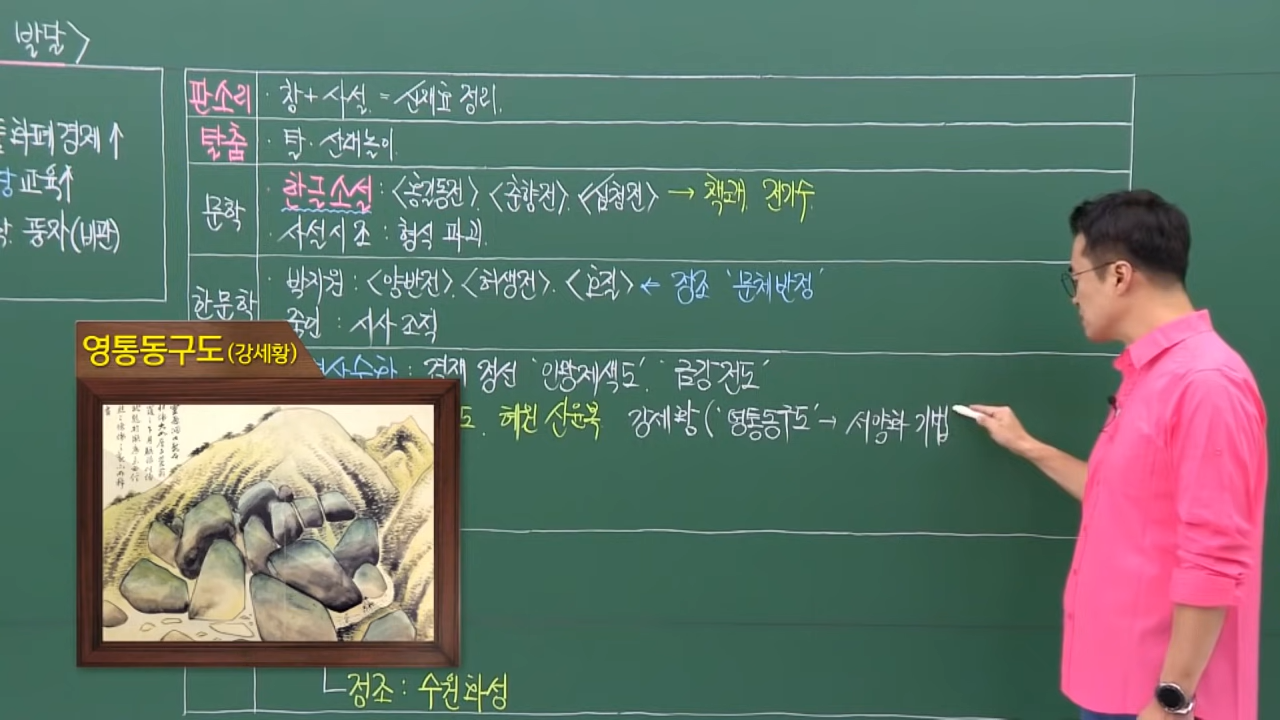 발달〉
화폐경제↑
교육↑
풍자(비판)
판소리 · 창+사설 = 신재효 정리.
탈춤 · 탈. 산대놀이
문학 · 한글소설 : 〈홍길동전〉. 〈춘향전〉. 〈심청전〉 → 책쾌. 전기수
· 사설시조 : 형식 파괴.
한문학 · 박지원 : 〈양반전〉. 〈허생전〉. 〈호질〉 ← 정조 '문체반정'
중인 : 시사 조직
: 겸재 정선 '인왕제색도'. '금강전도'
도. 혜원 신윤복. 강세황('영통동구도' → 서양화 기법
영통동구도(강세황)
정조 : 수원화성